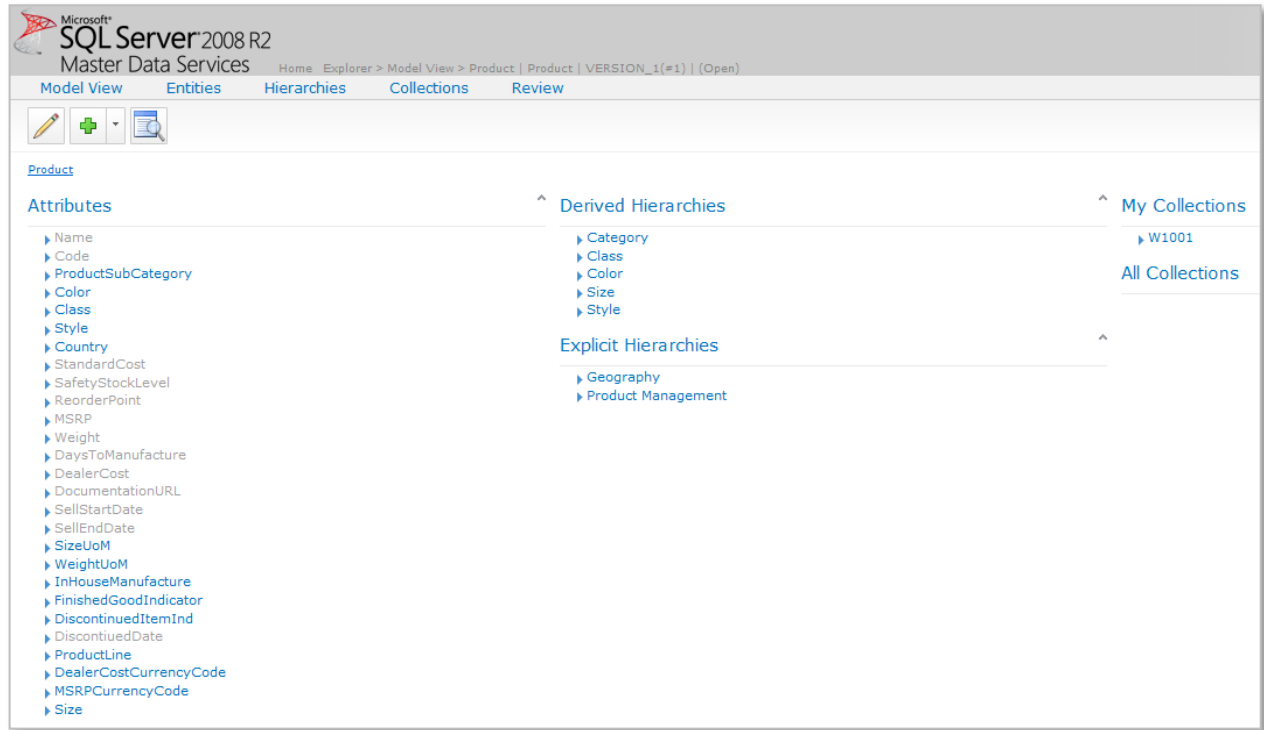 Microsoft®
SQL Server® 2008 R2
Master Data Services Home Explorer > Model View > Product | Product | VERSION_1(#1) | (Open)
Model View Entities Hierarchies Collections Review
Product
Attributes
Name
Code
ProductSubCategory
Color
Class
Style
Country
StandardCost
SafetyStockLevel
ReorderPoint
MSRP
Weight
DaysToManufacture
DealerCost
DocumentationURL
SellStartDate
SellEndDate
SizeUoM
WeightUoM
InHouseManufacture
FinishedGoodIndicator
DiscontinuedItemInd
DiscontiuedDate
ProductLine
DealerCostCurrencyCode
MSRPCurrencyCode
Size
Derived Hierarchies
Category
Class
Color
Size
Style
Explicit Hierarchies
Geography
Product Management
My Collections
W1001
All Collections